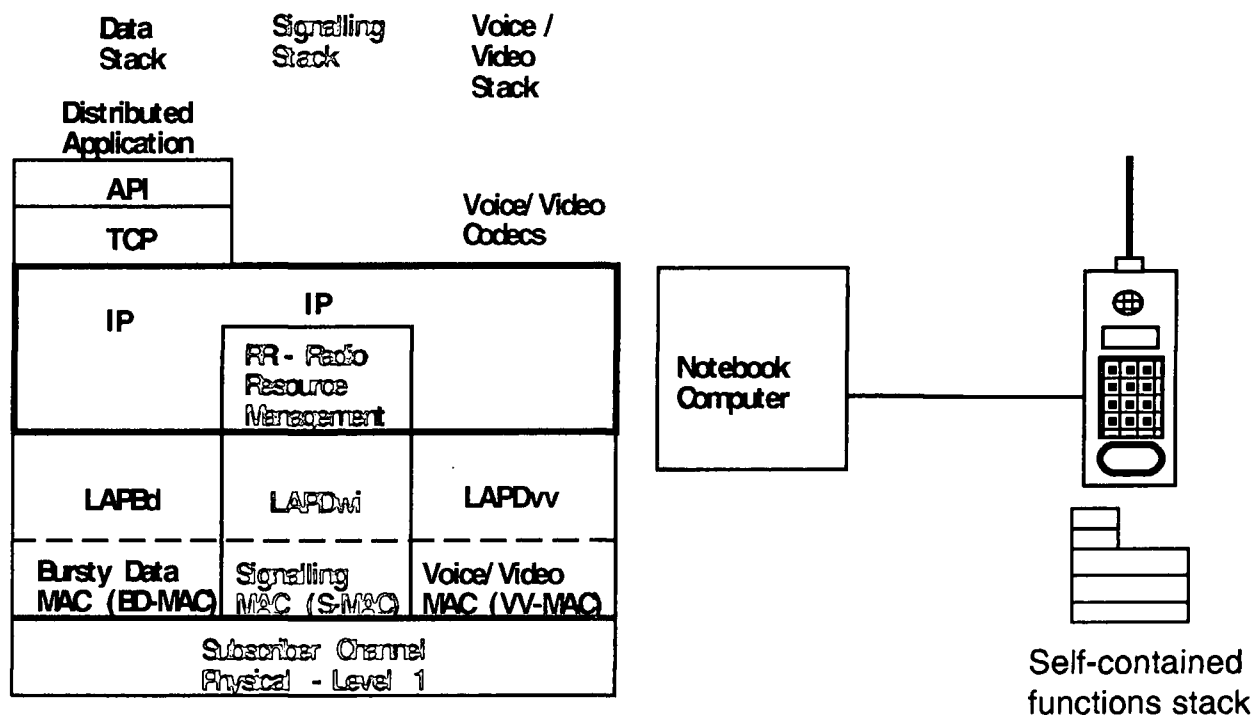 Data
Stack
Signalling
Stack
Voice /
Video
Stack
Distributed
Application
API
TCP
Voice/ Video
Codecs
IP
IP
RR - Radio
Resource
Management
LAPBd
LAPDwi
LAPDvv
Bursty Data
MAC (BD-MAC)
Signalling
MAC (S-MAC)
Voice/ Video
MAC (VV-MAC)
Subscriber Channel
Physical - Level 1
Notebook
Computer
Self-contained
functions stack